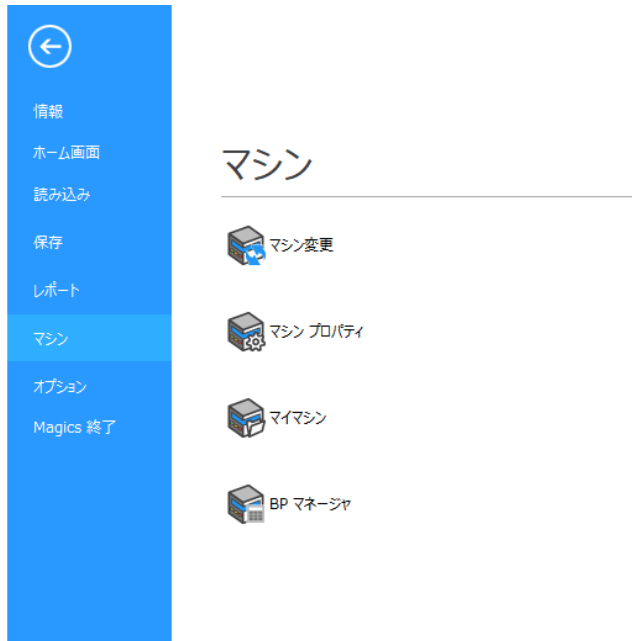 情報
ホーム画面
読み込み
保存
レポート
マシン
オプション
Magics 終了
マシン
マシン変更
マシン プロパティ
マイマシン
BP マネージャ